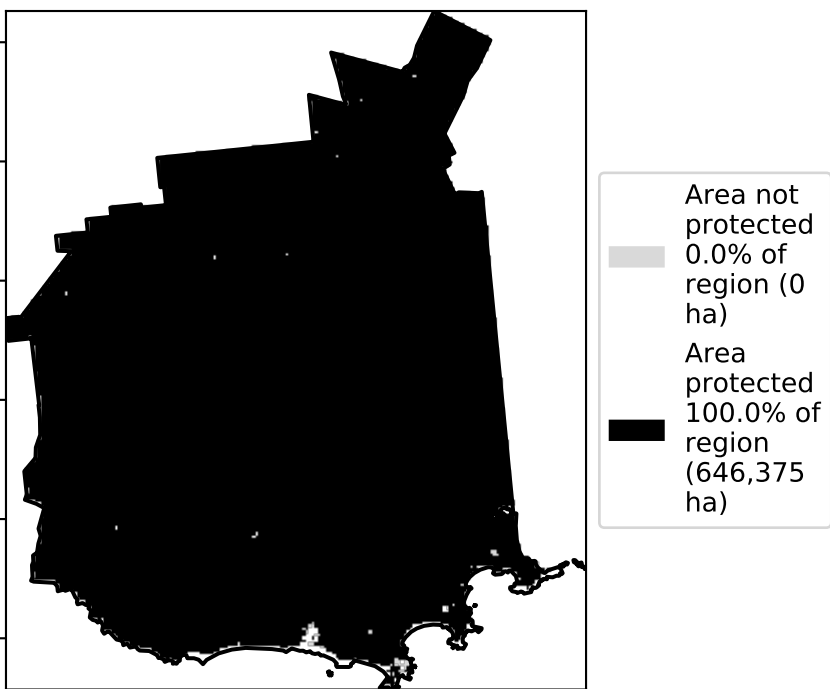 Area not
protected
0.0% of
region (0
ha)
Area
protected
100.0% of
region
(646,375
ha)